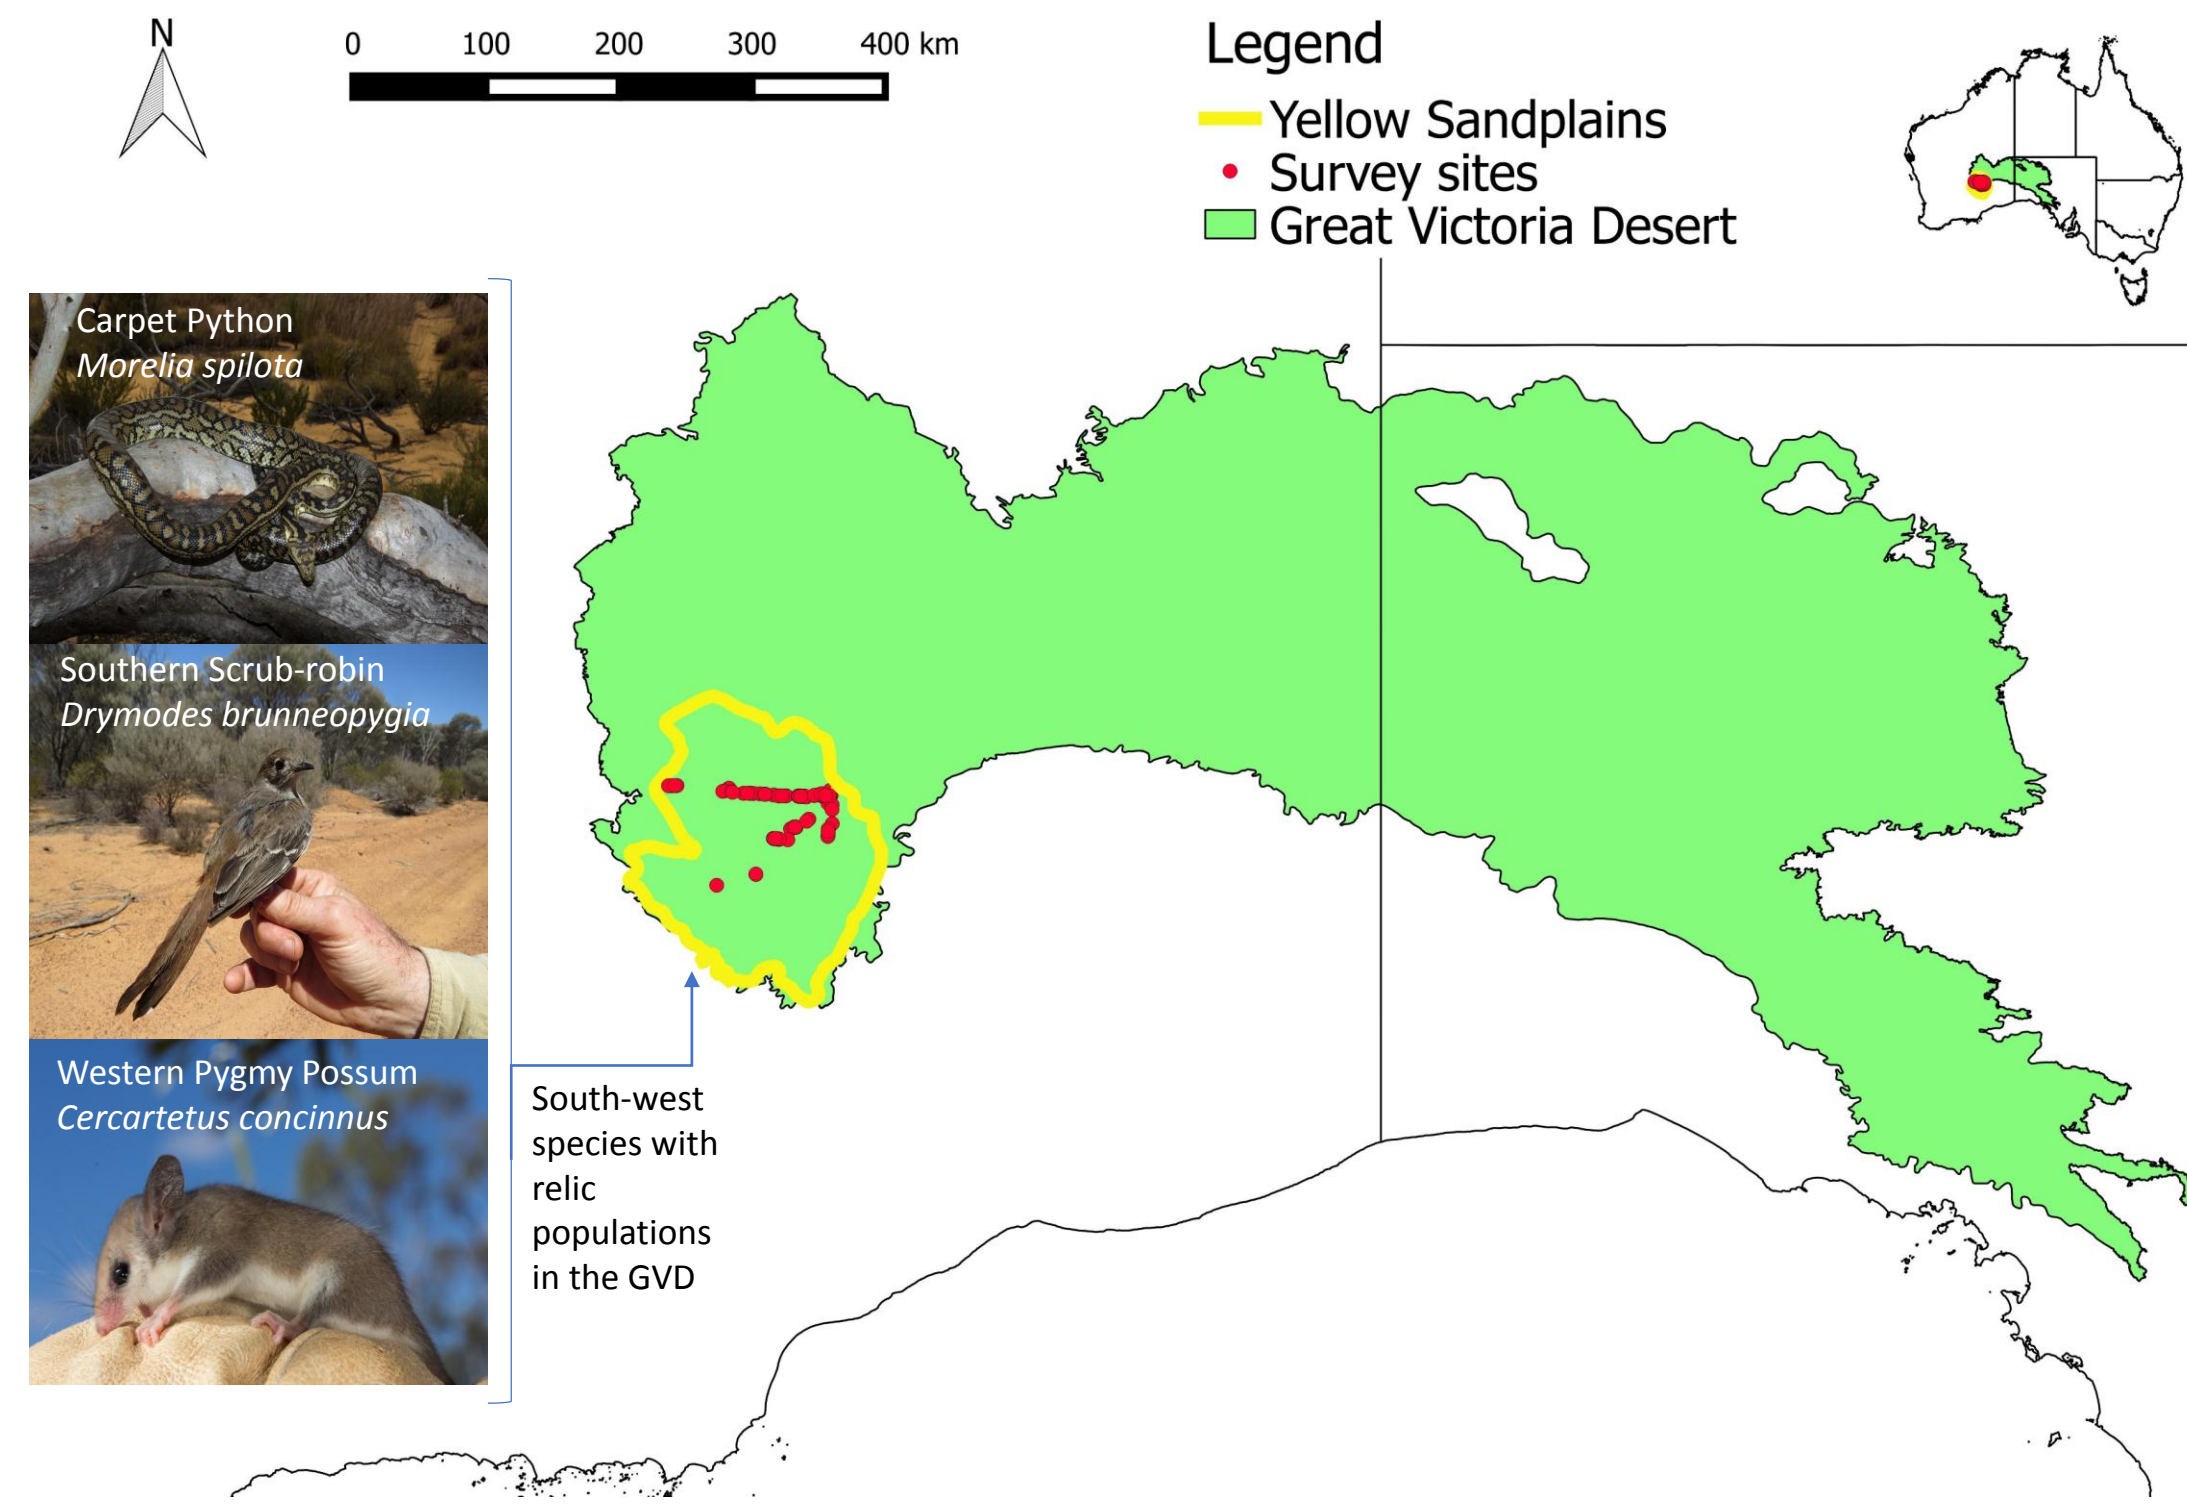 N
0 100 200 300 400 km
Legend
Yellow Sandplains
Survey sites
Great Victoria Desert
Carpet Python
Morelia spilota
Southern Scrub-robin
Drymodes brunneopygia
Western Pygmy Possum
Cercartetus concinnus
South-west
species with
relic
populations
in the GVD